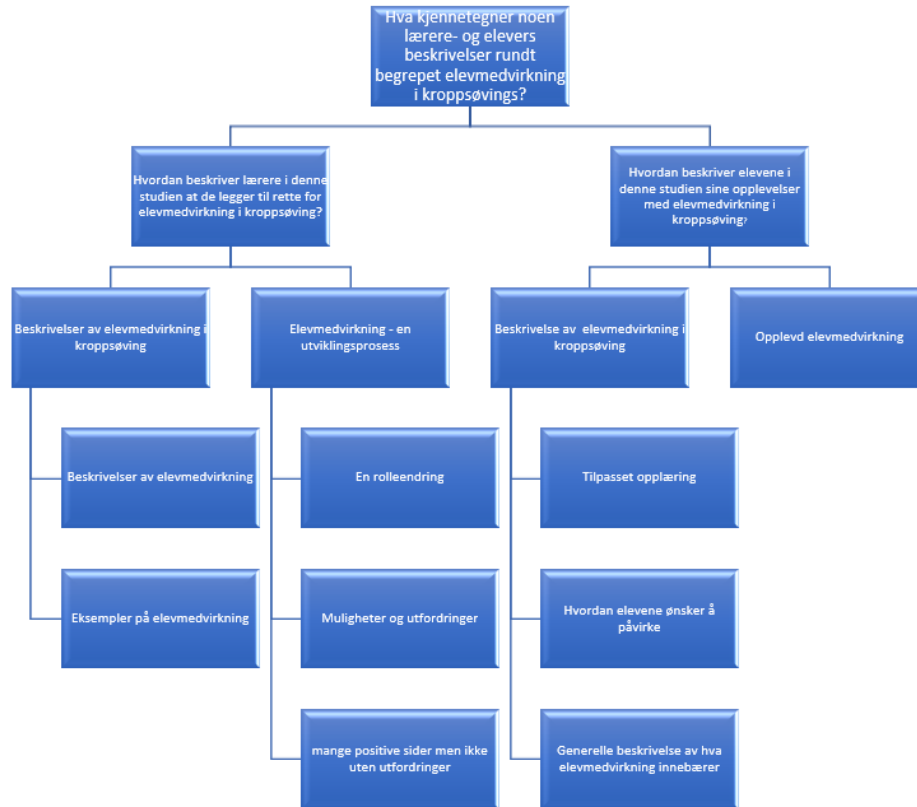 Hva kjennetegner noen
lærere- og elevers
beskrivelser rundt
begrepet elevmedvirkning
i kroppsøvings?
Hvordan beskriver lærere i denne
studien at de legger til rette for
elevmedvirkning i kroppsøving?
Hvordan beskriver elevene i
denne studien sine opplevelser
med elevmedvirkning i
kroppsøving?
Beskrivelser av elevmedvirkning i
kroppsøving
Elevmedvirkning - en
utviklingsprosess
Beskrivelse av  elevmedvirkning i
kroppsøving
Opplevd elevmedvirkning
Beskrivelser av elevmedvirkning
En rolleendring
Tilpasset opplæring
Eksempler på elevmedvirkning
Muligheter og utfordringer
Hvordan elevene ønsker å
påvirke
mange positive sider men ikke
uten utfordringer
Generelle beskrivelse av hva
elevmedvirkning innebærer